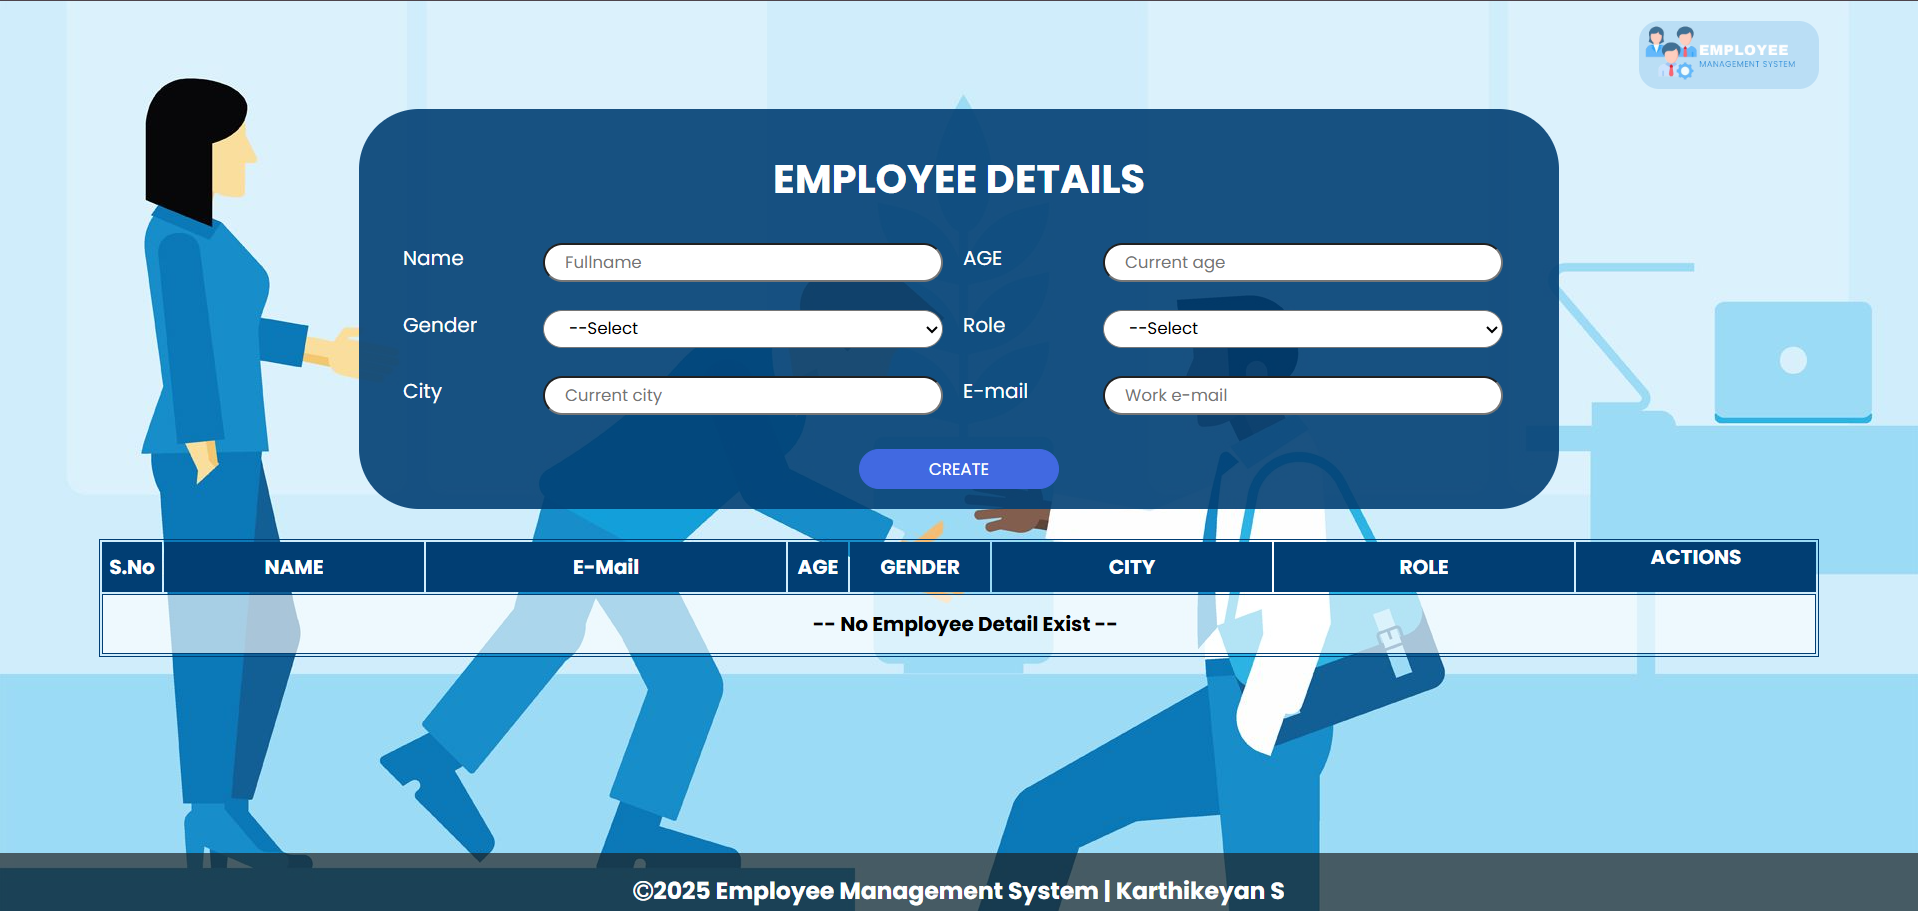 EMPLOYEE
MANAGEMENT SYSTEM
EMPLOYEE DETAILS
Name Fullname AGE Current age
Gender --Select Role --Select
City Current city E-mail Work e-mail
CREATE
S.No NAME E-Mail AGE GENDER CITY ROLE ACTIONS
-- No Employee Detail Exist --
©2025 Employee Management System | Karthikeyan S